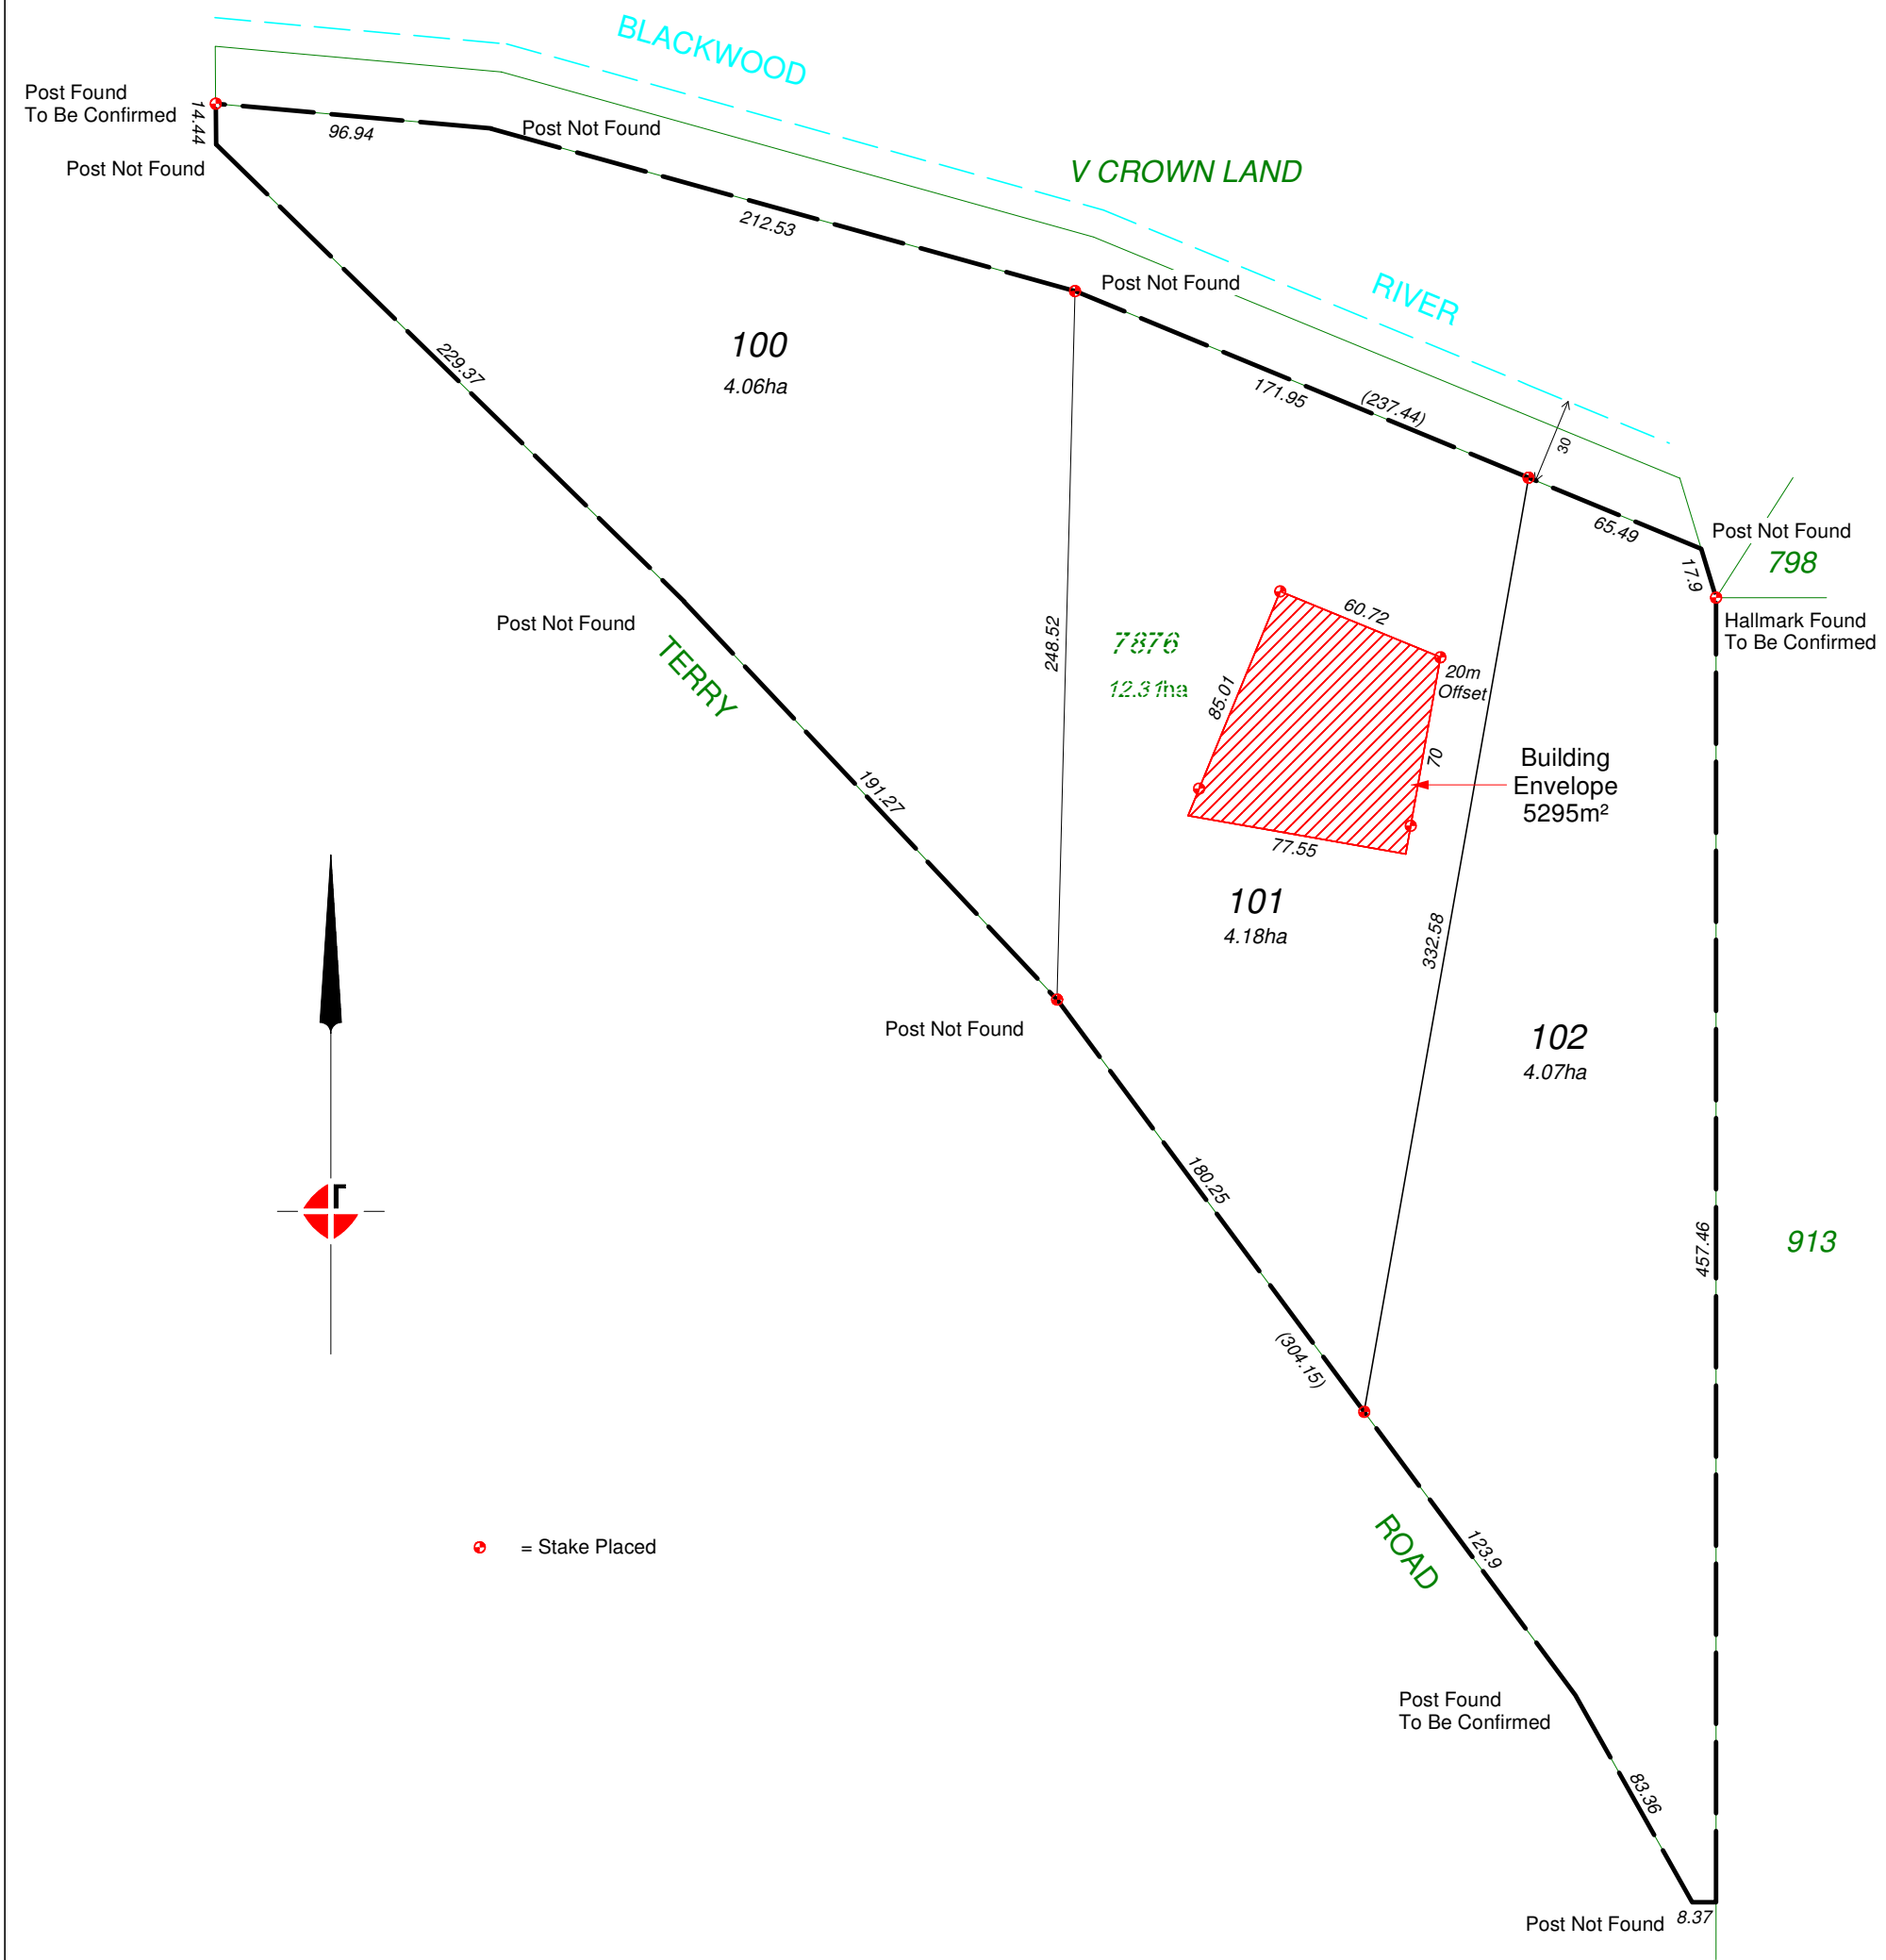 BLACKWOOD
Post Found
To Be Confirmed
14.44
96.94
Post Not Found
Post Not Found
V CROWN LAND
212.53
Post Not Found
RIVER
100
4.06ha
229.37
171.95
(237.44)
30
65.49
Post Not Found
798
17.9
Hallmark Found
To Be Confirmed
Post Not Found
TERRY
248.52
7876
60.72
20m
Offset
85.01
70
Building
Envelope
5295m²
77.55
191.27
101
4.18ha
332.58
Post Not Found
102
4.07ha
180.25
457.46
913
(304.15)
= Stake Placed
ROAD
123.9
Post Found
To Be Confirmed
83.36
Post Not Found
8.37